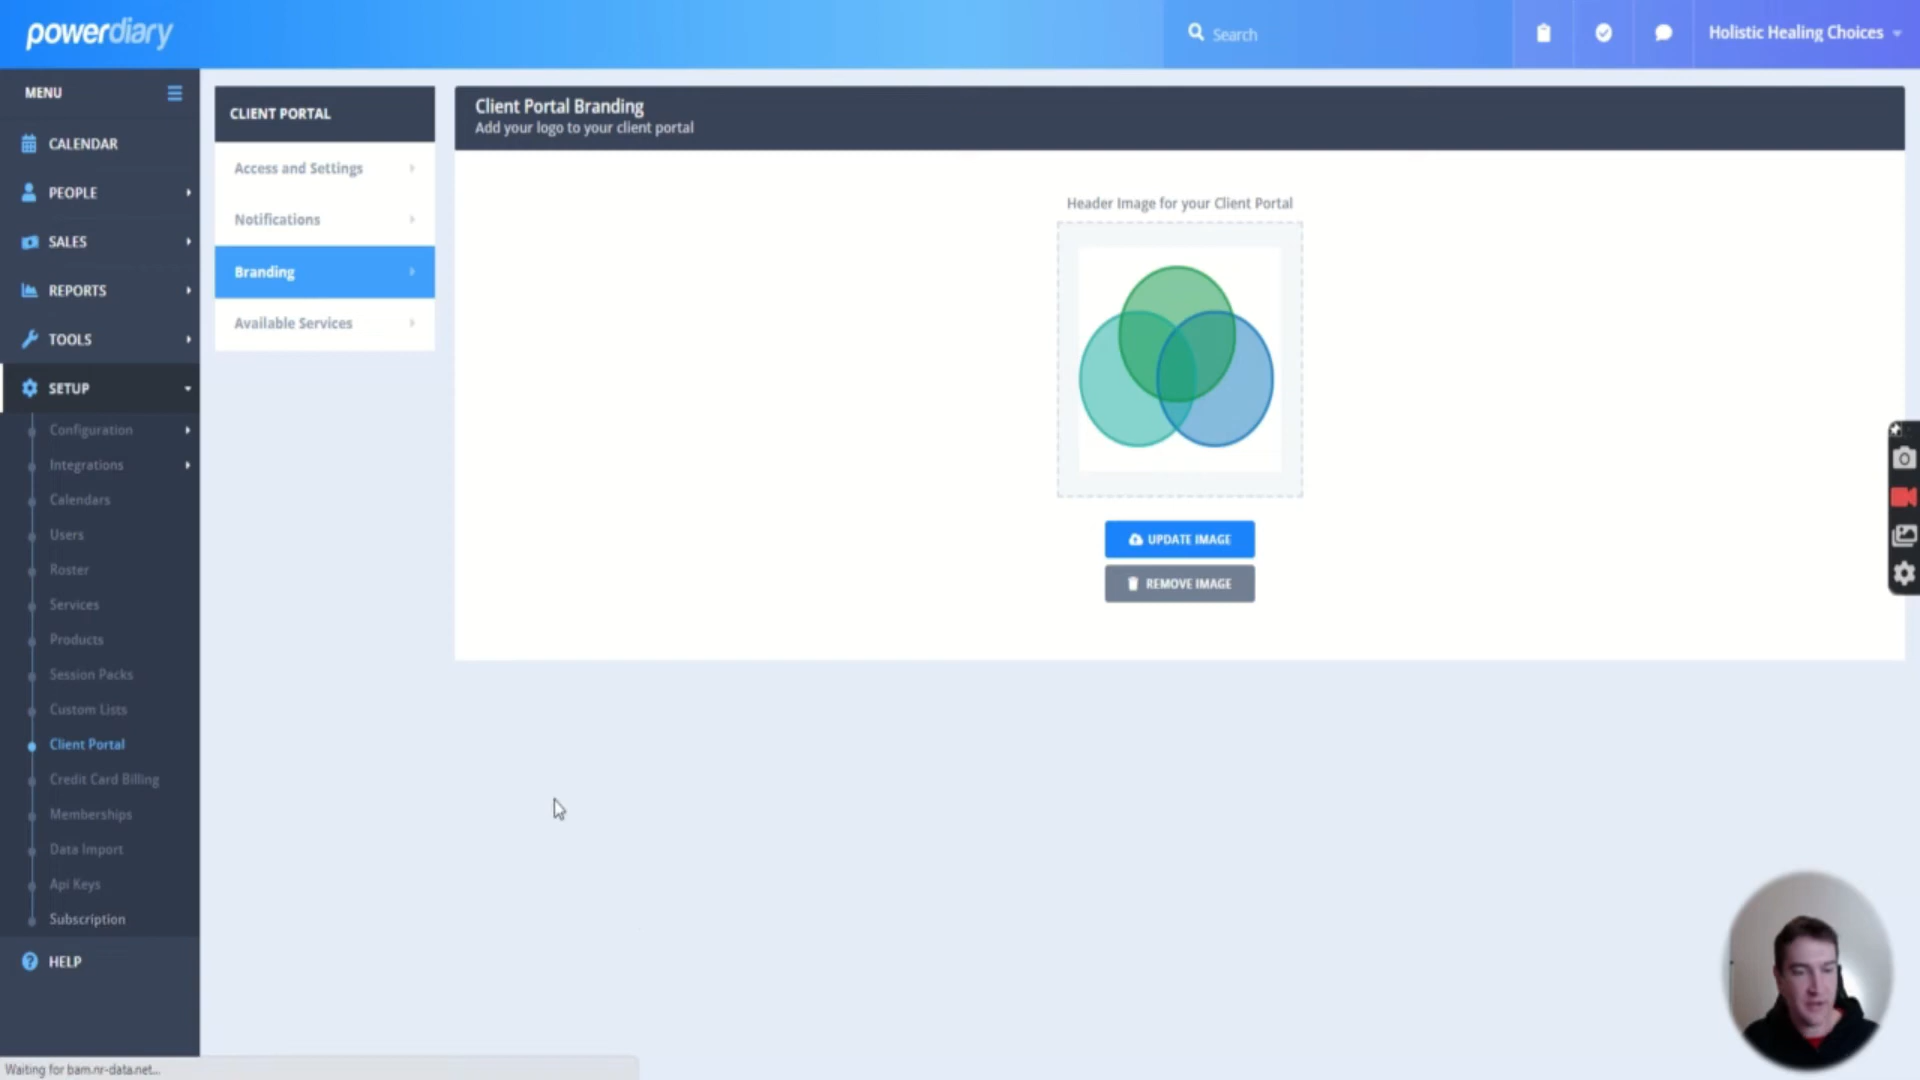 powerdiary
Search
Holistic Healing Choices
MENU
CALENDAR
PEOPLE
SALES
REPORTS
TOOLS
SETUP
Configuration
Integrations
Calendars
Users
Roster
Services
Products
Session Packs
Custom Lists
Client Portal
Credit Card Billing
Memberships
Data Import
Api Keys
Subscription
HELP
CLIENT PORTAL
Access and Settings
Notifications
Branding
Available Services
Client Portal Branding
Add your logo to your client portal
Header Image for your Client Portal
UPDATE IMAGE
REMOVE IMAGE
Waiting for bam.nr-data.net...